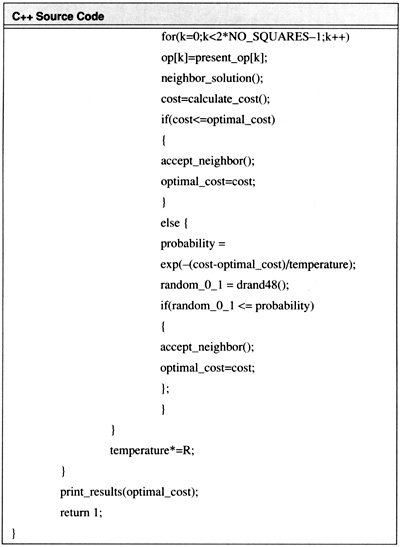 C++ Source Code
for(k=0;k<2*NO_SQUARES–1;k++)
op[k]=present_op[k];
neighbor_solution();
cost=calculate_cost();
if(cost<=optimal_cost)
{
accept_neighbor();
optimal_cost=cost;
}
else {
probability =
exp(–(cost-optimal_cost)/temperature);
random_0_1 = drand48();
if(random_0_1 <= probability)
{
accept_neighbor();
optimal_cost=cost;
};
}
}
temperature*=R;
}
print_results(optimal_cost);
return 1;
}